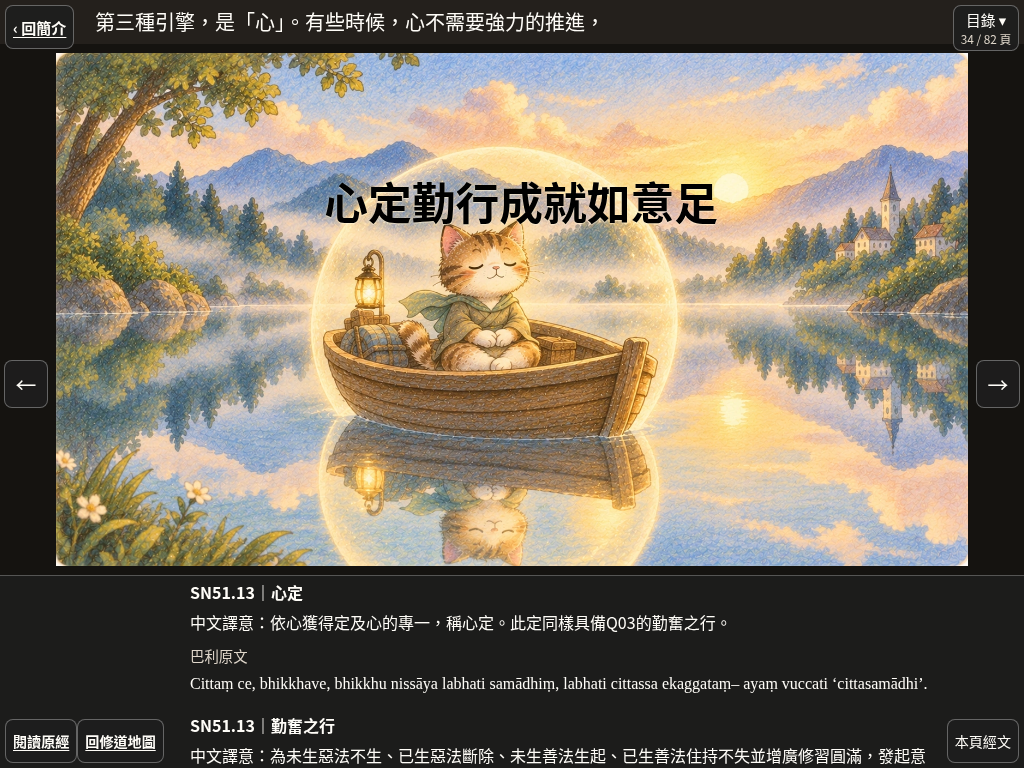 ‹ 回簡介
第三種引擎，是「心」。有些時候，心不需要強力的推進，
目錄 ▾
34 / 82 頁
心定勤行成就如意足
←
→
SN51.13｜心定
中文譯意：依心獲得定及心的專一，稱心定。此定同樣具備Q03的勤奮之行。
巴利原文
Cittaṃ ce, bhikkhave, bhikkhu nissāya labhati samādhiṃ, labhati cittassa ekaggataṃ– ayaṃ vuccati ‘cittasamādhi’.
SN51.13｜勤奮之行
中文譯意：為未生惡法不生、已生惡法斷除、未生善法生起、已生善法住持不失並增廣修習圓滿，發起意
閱讀原經
回修道地圖
本頁經文